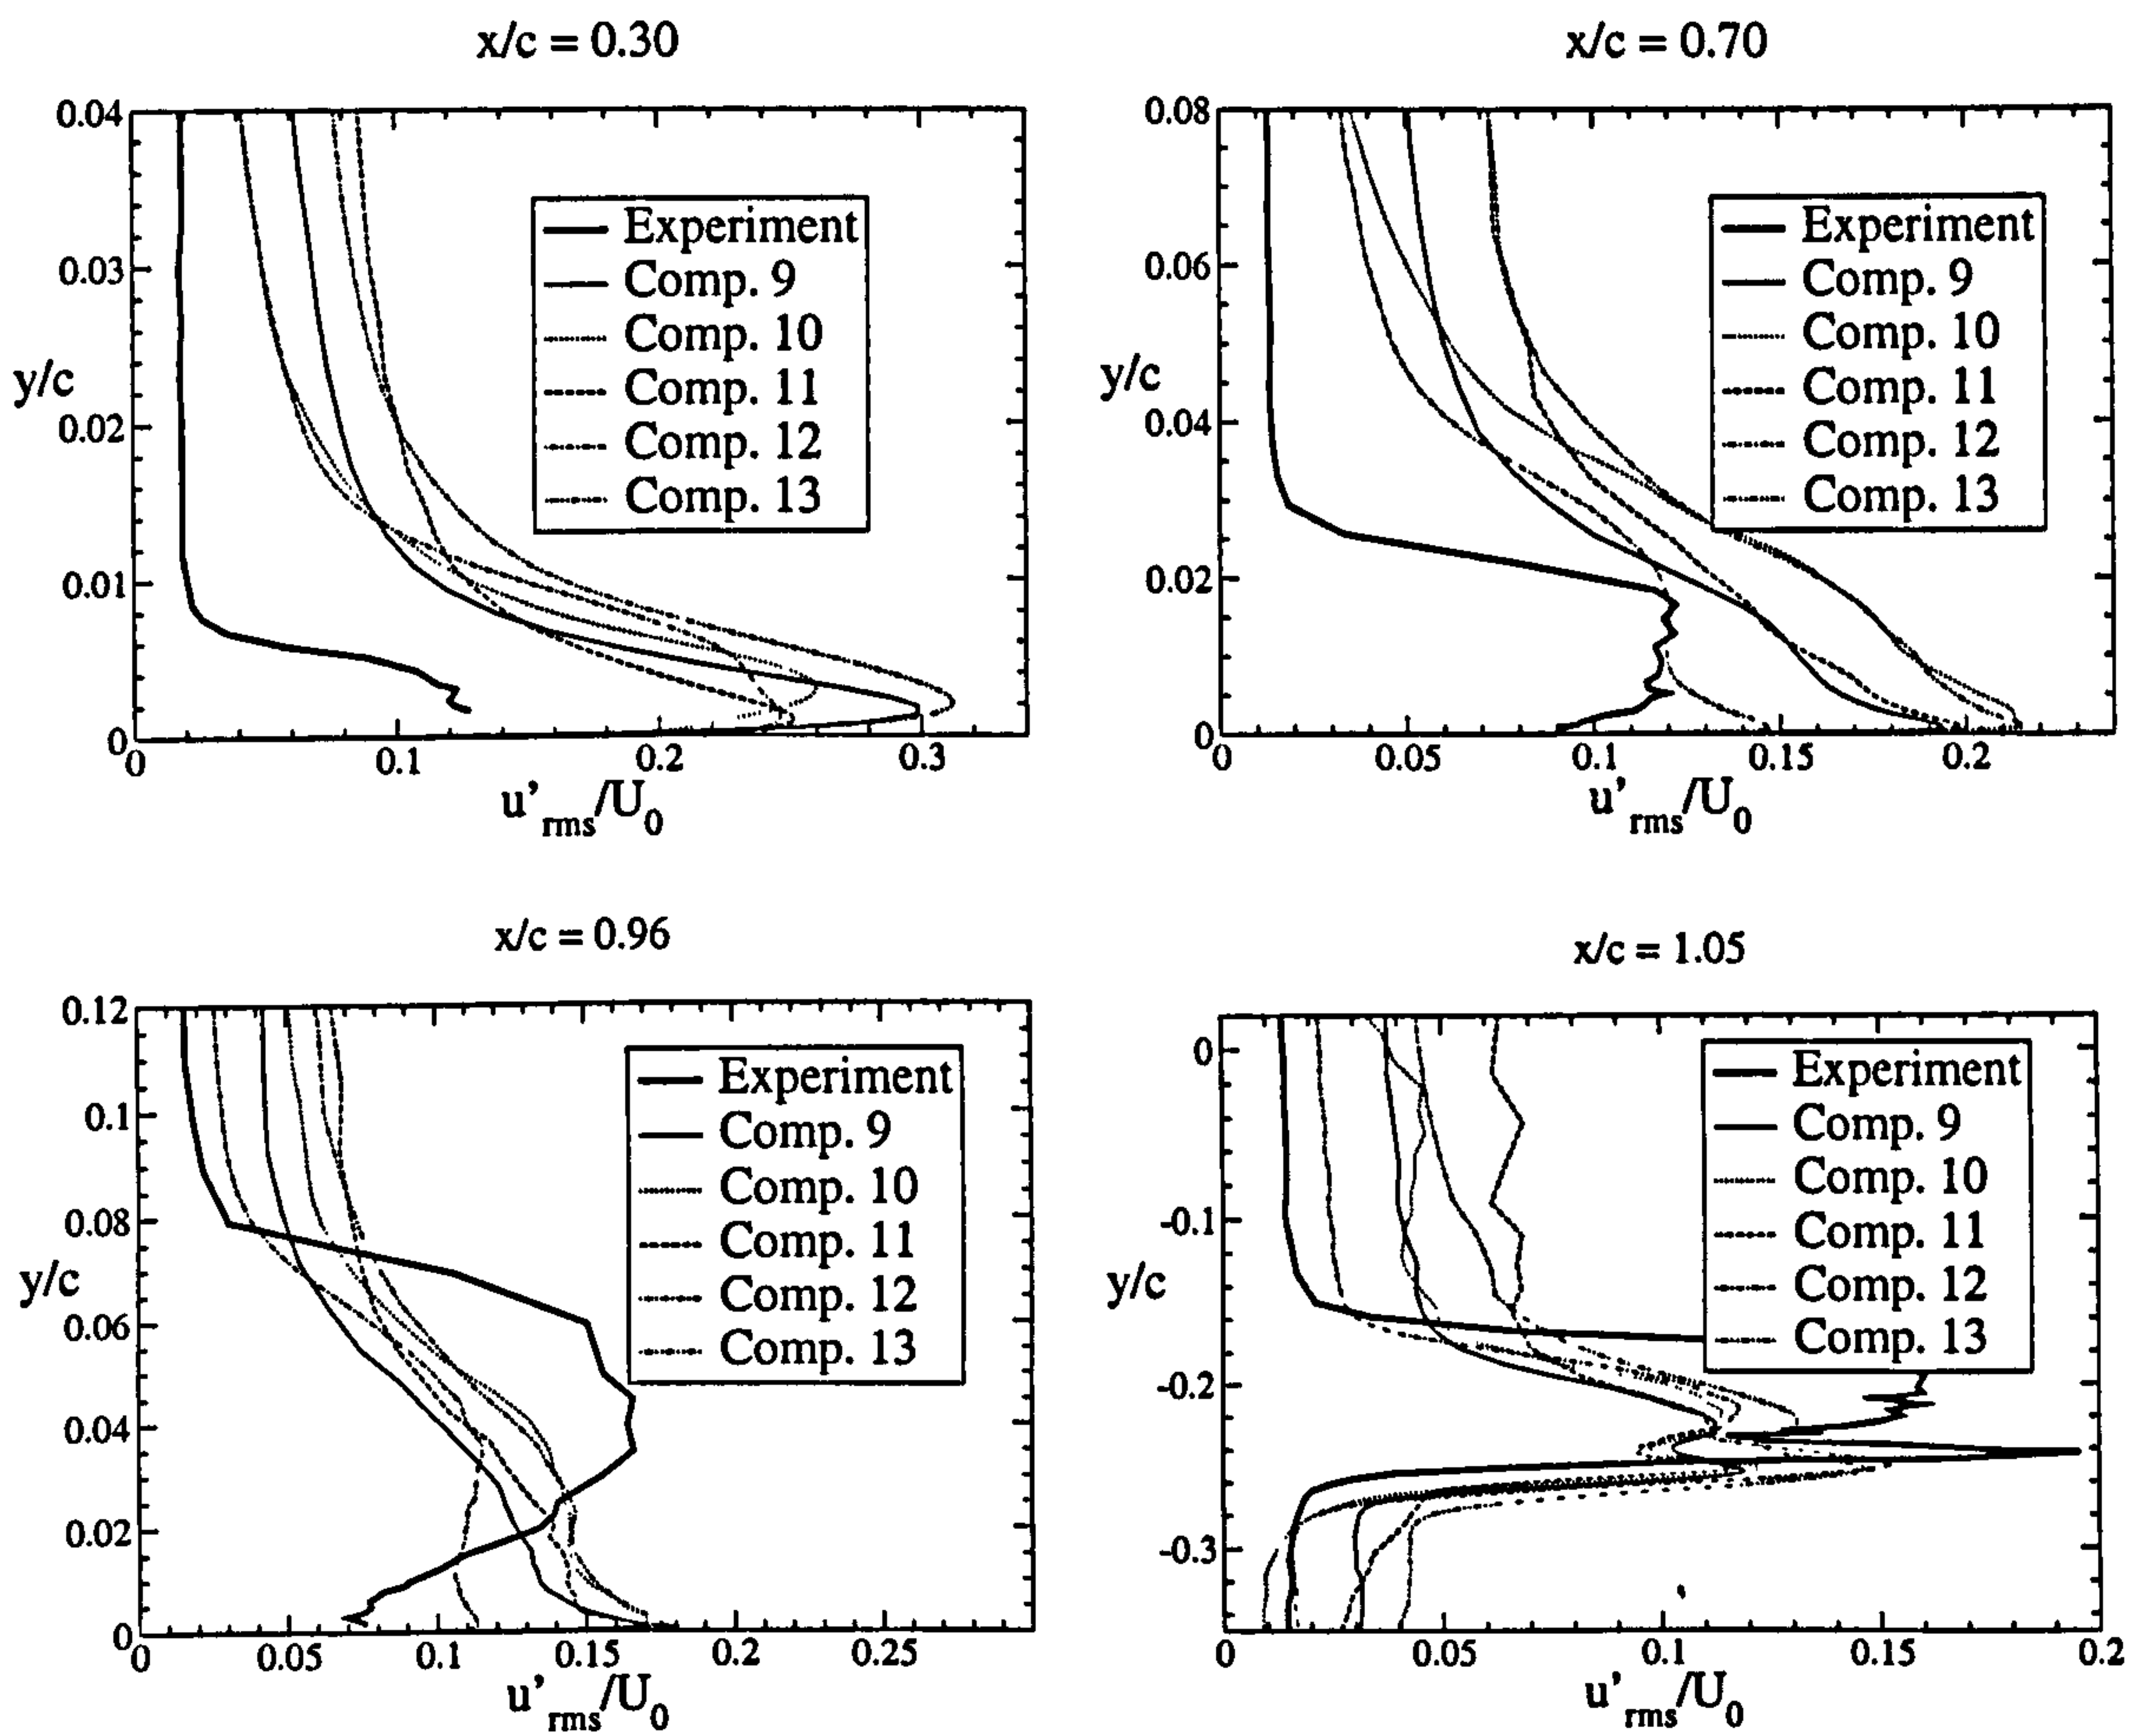 x/c = 0.30
0.04
0.03
0.02
0.01
0
y/c
Experiment
Comp. 9
Comp. 10
Comp. 11
Comp. 12
Comp. 13
0
0.1
0.2
0.3
u'rms/U0
x/c = 0.70
0.08
0.06
0.04
0.02
0
y/c
Experiment
Comp. 9
Comp. 10
Comp. 11
Comp. 12
Comp. 13
0
0.05
0.1
0.15
0.2
u'rms/U0
x/c = 0.96
0.12
0.1
0.08
0.06
0.04
0.02
0
y/c
Experiment
Comp. 9
Comp. 10
Comp. 11
Comp. 12
Comp. 13
0
0.05
0.1
0.15
0.2
0.25
u'rms/U0
x/c = 1.05
0
-0.1
-0.2
-0.3
y/c
Experiment
Comp. 9
Comp. 10
Comp. 11
Comp. 12
Comp. 13
0
0.05
0.1
0.15
0.2
u'rms/U0